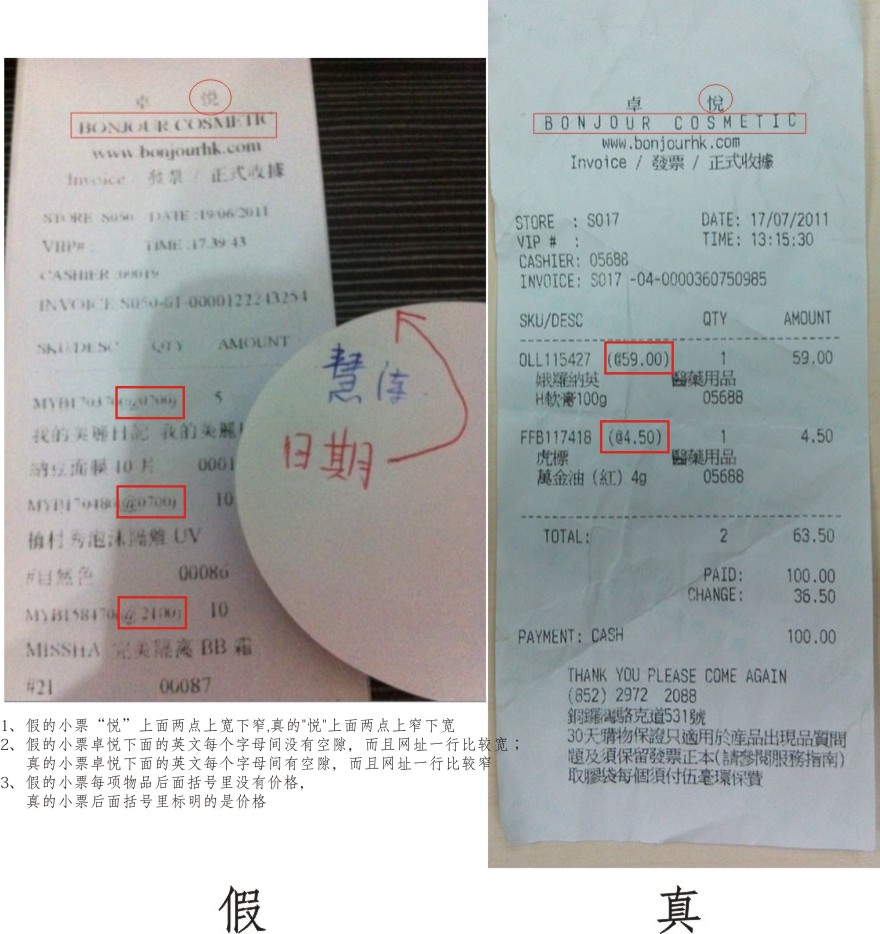 卓 悦
BONJOUR COSMETIC
www.bonjourhk.com
Invoice / 發票 / 正式收據
STORE S050 DATE :19/06/2011
VIIP# : TIME :17:39:43
CASHIER :00019
INVOICE S050-61-0000122243254
SKU/DESC QTY AMOUNT
5
我的美麗日記 我的美麗
納豆面膜 10 片 0001
10
植村秀泡沫隔離 UV
#自然色 00086
MYB158470(@ 2100) 10
MISSHA 完美隔离 BB 霜
#21 00087
日期
卓 悅
BONJOUR COSMETIC
www.bonjourhk.com
Invoice / 發票 / 正式收據
STORE : S017 DATE: 17/07/2011
VIP # : TIME: 13:15:30
CASHIER: 05688
INVOICE: S017 -04-0000360750985
SKU/DESC QTY AMOUNT
OLL115427 (@59.00) 1 59.00
娥羅納英 醫藥用品
H軟膏100g 05688
FFB117418 (@4.50) 1 4.50
虎標 醫藥用品
萬金油（紅）4g 05688
TOTAL: 2 63.50
PAID: 100.00
CHANGE: 36.50
PAYMENT: CASH 100.00
THANK YOU PLEASE COME AGAIN
(852) 2972 2088
銅鑼灣駱克道531號
30天購物保證只適用於產品出現品質問
題及須保留發票正本(請參閱服務指南)
取膠袋每個須付伍毫環保費
1、假的小票“悦”上面两点上宽下窄,真的"悦"上面两点上窄下宽
2、假的小票卓悦下面的英文每个字母间没有空隙，而且网址一行比较宽；
真的小票卓悦下面的英文每个字母间有空隙，而且网址一行比较窄
3、假的小票每项物品后面括号里没有价格，
真的小票后面括号里标明的是价格
假 真